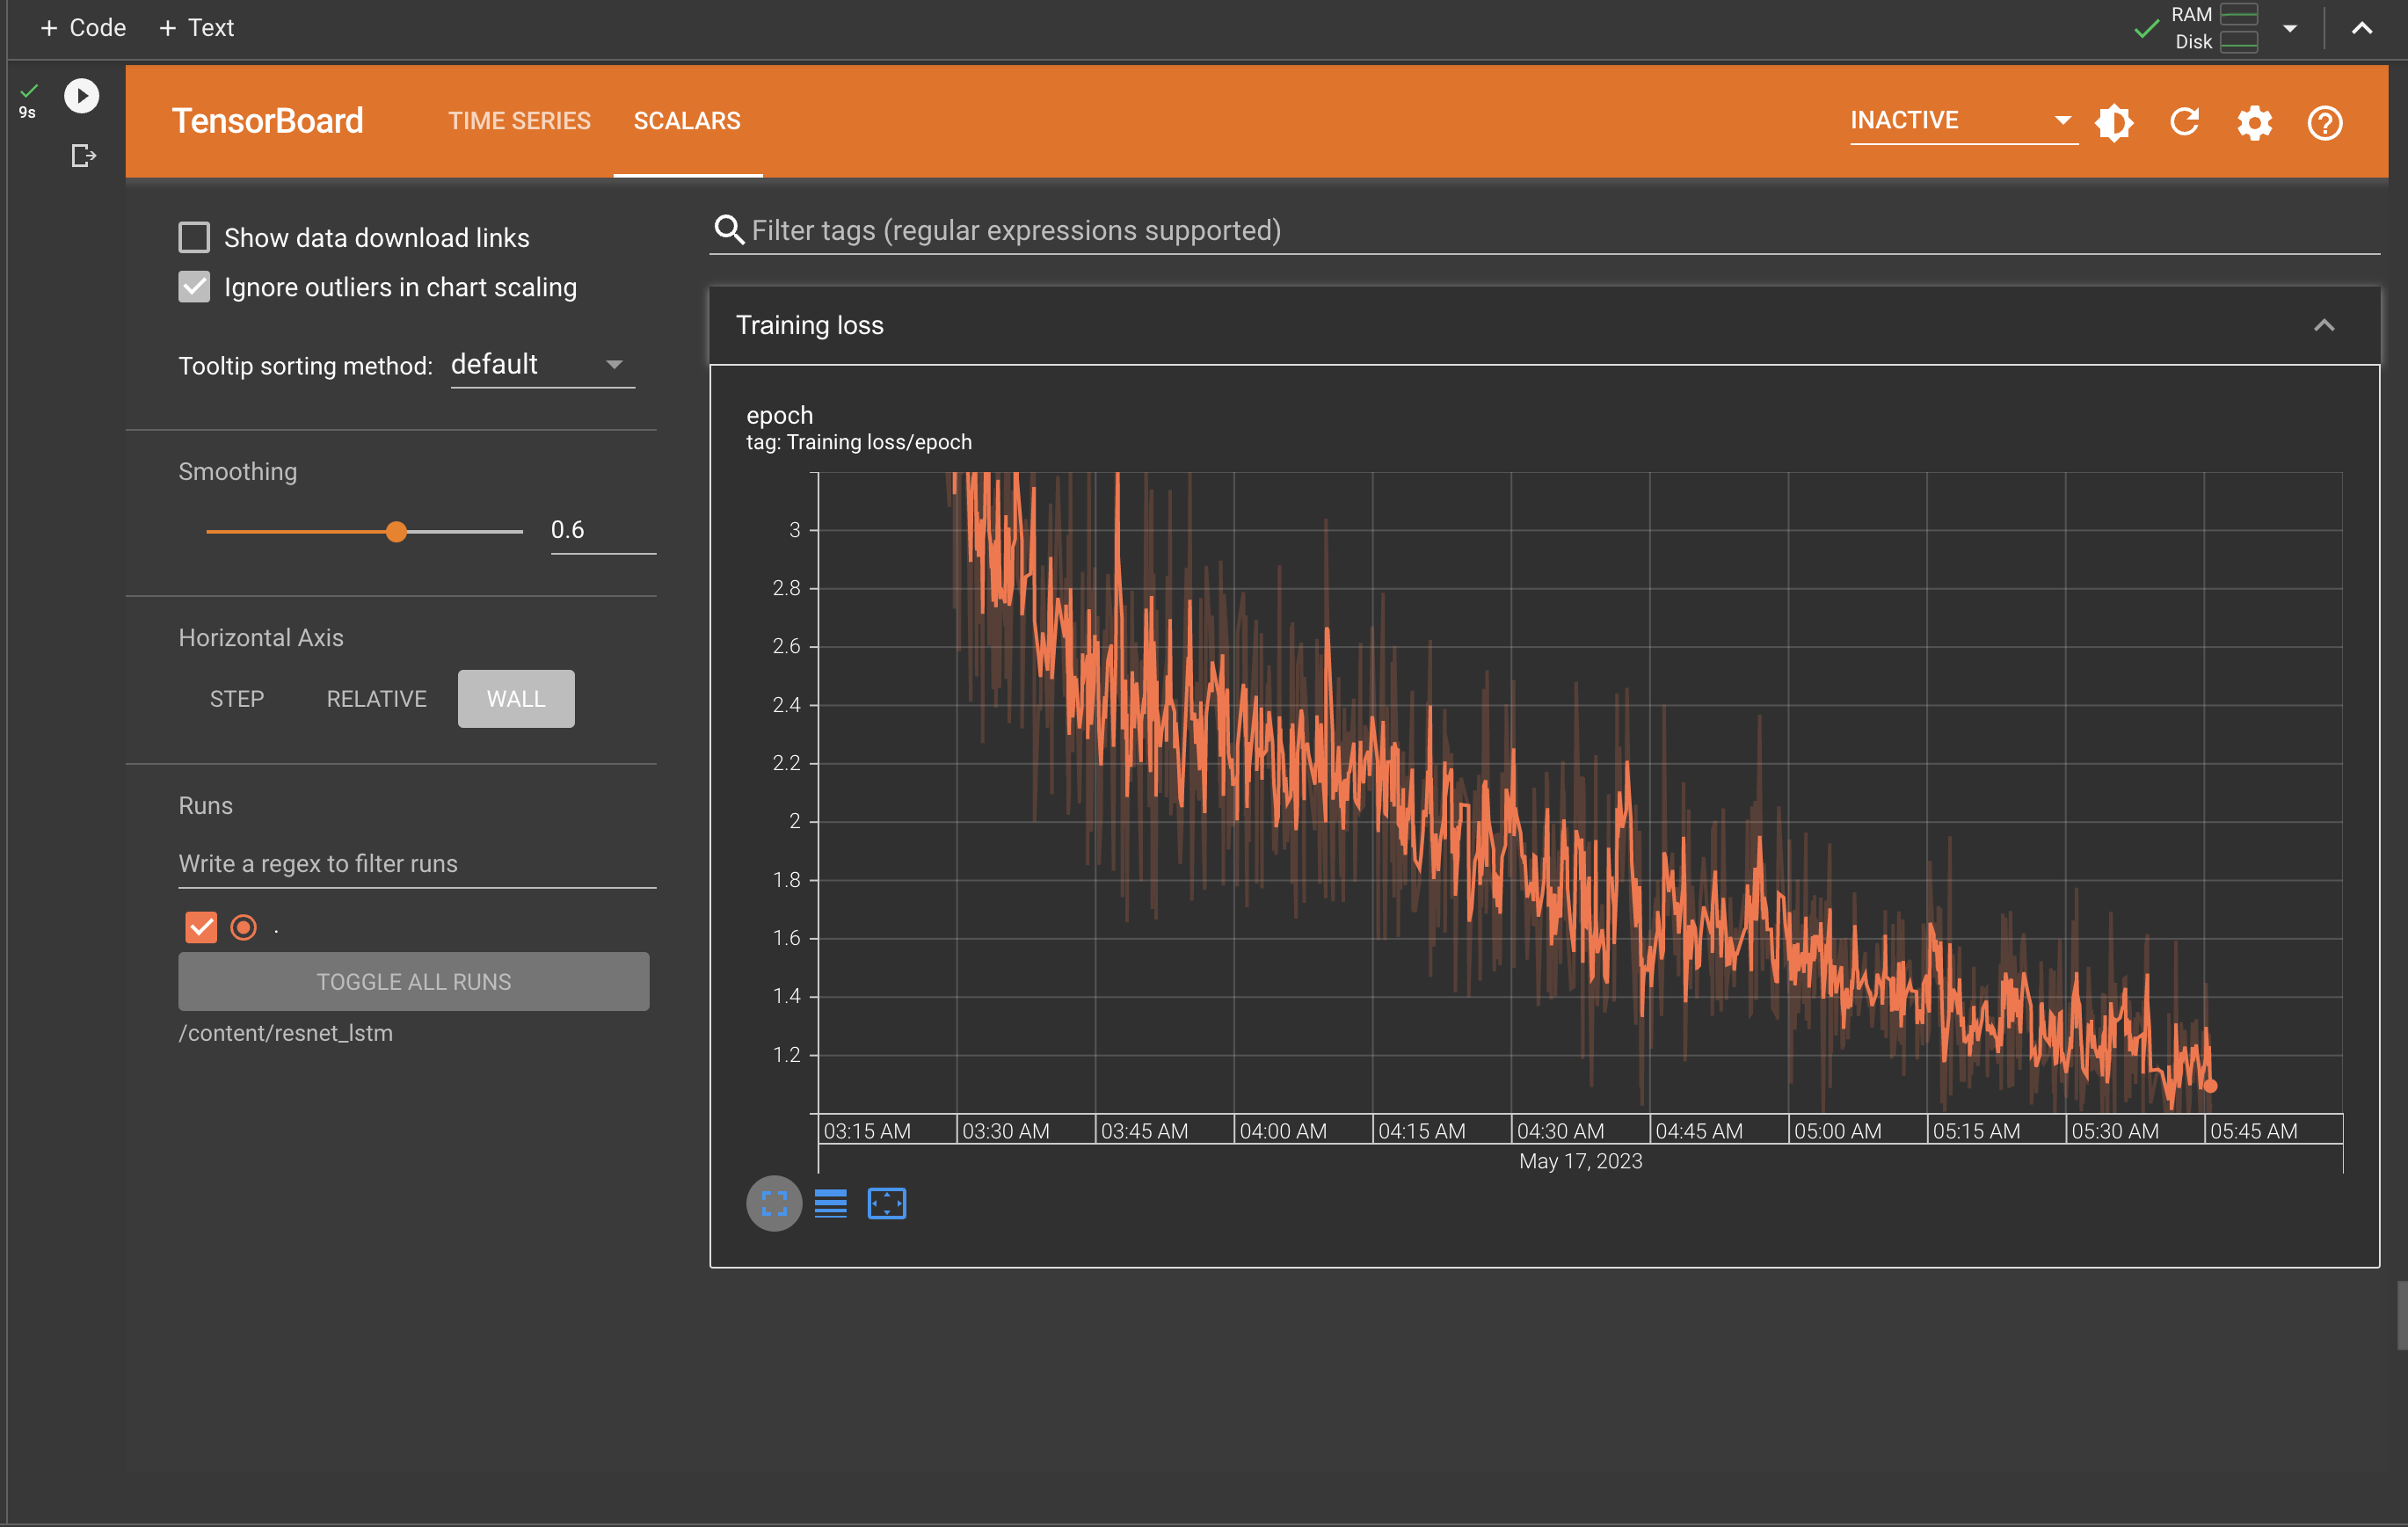 + Code + Text
RAM
Disk
9s
TensorBoard TIME SERIES SCALARS INACTIVE
Show data download links
Ignore outliers in chart scaling
Tooltip sorting method: default
Smoothing
0.6
Horizontal Axis
STEP RELATIVE WALL
Runs
Write a regex to filter runs
.
TOGGLE ALL RUNS
/content/resnet_lstm
Filter tags (regular expressions supported)
Training loss
epoch
tag: Training loss/epoch
3
2.8
2.6
2.4
2.2
2
1.8
1.6
1.4
1.2
03:15 AM 03:30 AM 03:45 AM 04:00 AM 04:15 AM 04:30 AM 04:45 AM 05:00 AM 05:15 AM 05:30 AM 05:45 AM
May 17, 2023